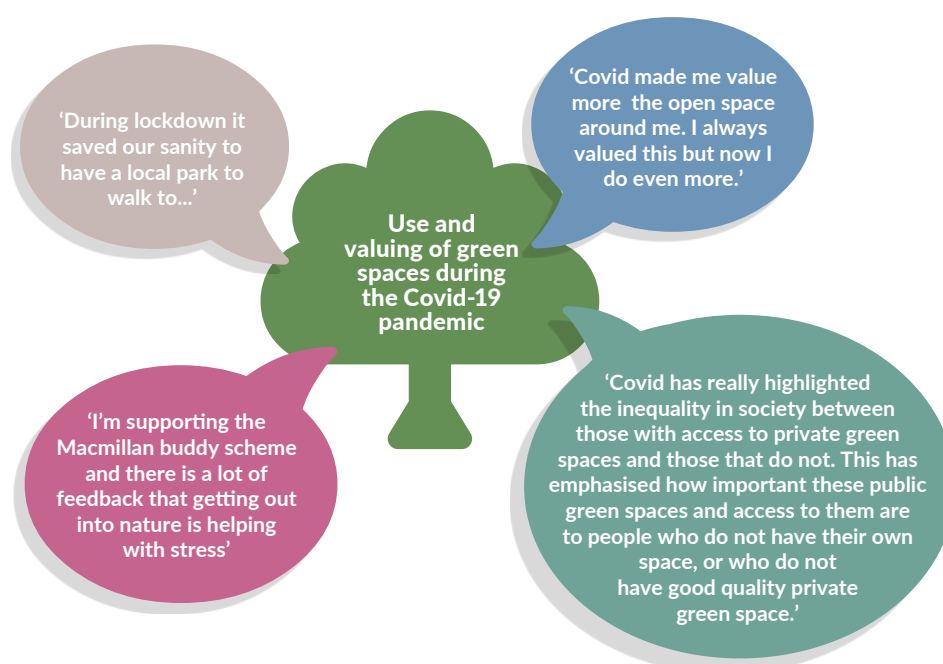 ‘During lockdown it
saved our sanity to
have a local park to
walk to...’
‘Covid made me value
more  the open space
around me. I always
valued this but now I
do even more.’
Use and
valuing of green
spaces during
the Covid-19
pandemic
‘I’m supporting the
Macmillan buddy scheme
and there is a lot of
feedback that getting out
into nature is helping
with stress’
‘Covid has really highlighted
the inequality in society between
those with access to private green
spaces and those that do not. This has
emphasised how important these public
green spaces and access to them are
to people who do not have their own
space, or who do not
have good quality private
green space.’